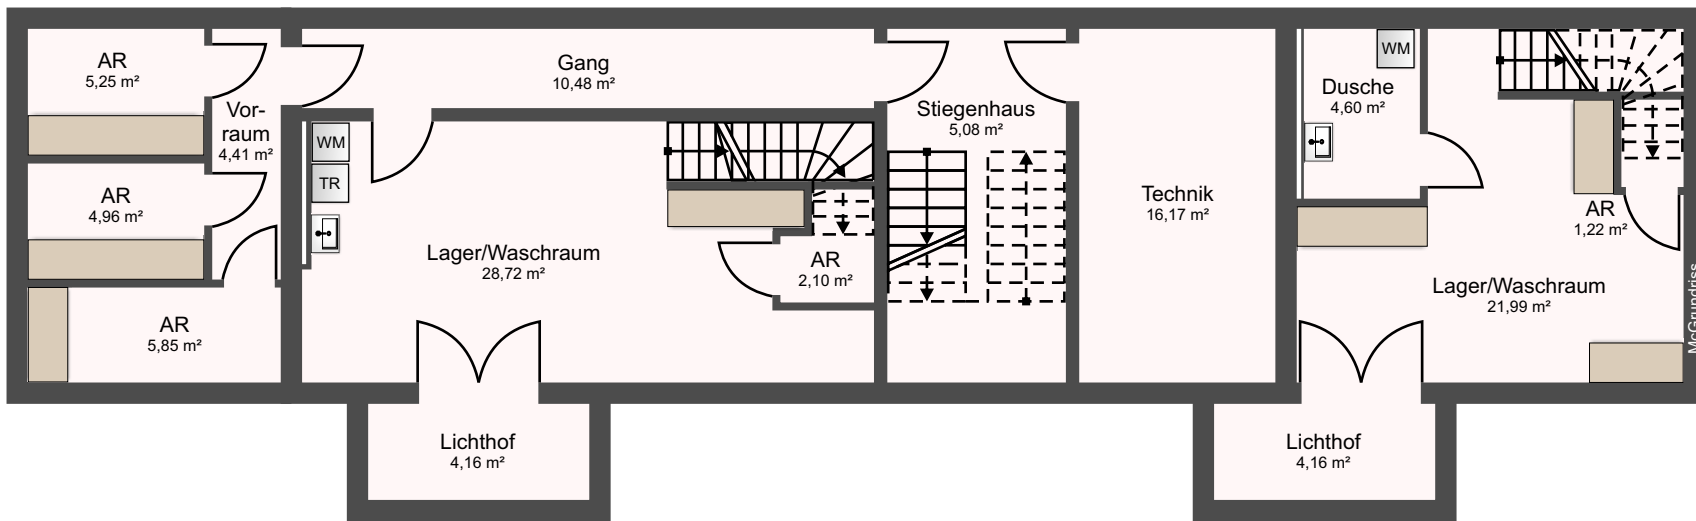 AR
5,25 m²
Vor-
raum
4,41 m²
AR
4,96 m²
AR
5,85 m²
Gang
10,48 m²
WM
TR
Lager/Waschraum
28,72 m²
AR
2,10 m²
Lichthof
4,16 m²
Stiegenhaus
5,08 m²
Technik
16,17 m²
WM
Dusche
4,60 m²
AR
1,22 m²
Lager/Waschraum
21,99 m²
Lichthof
4,16 m²
McGrundriss